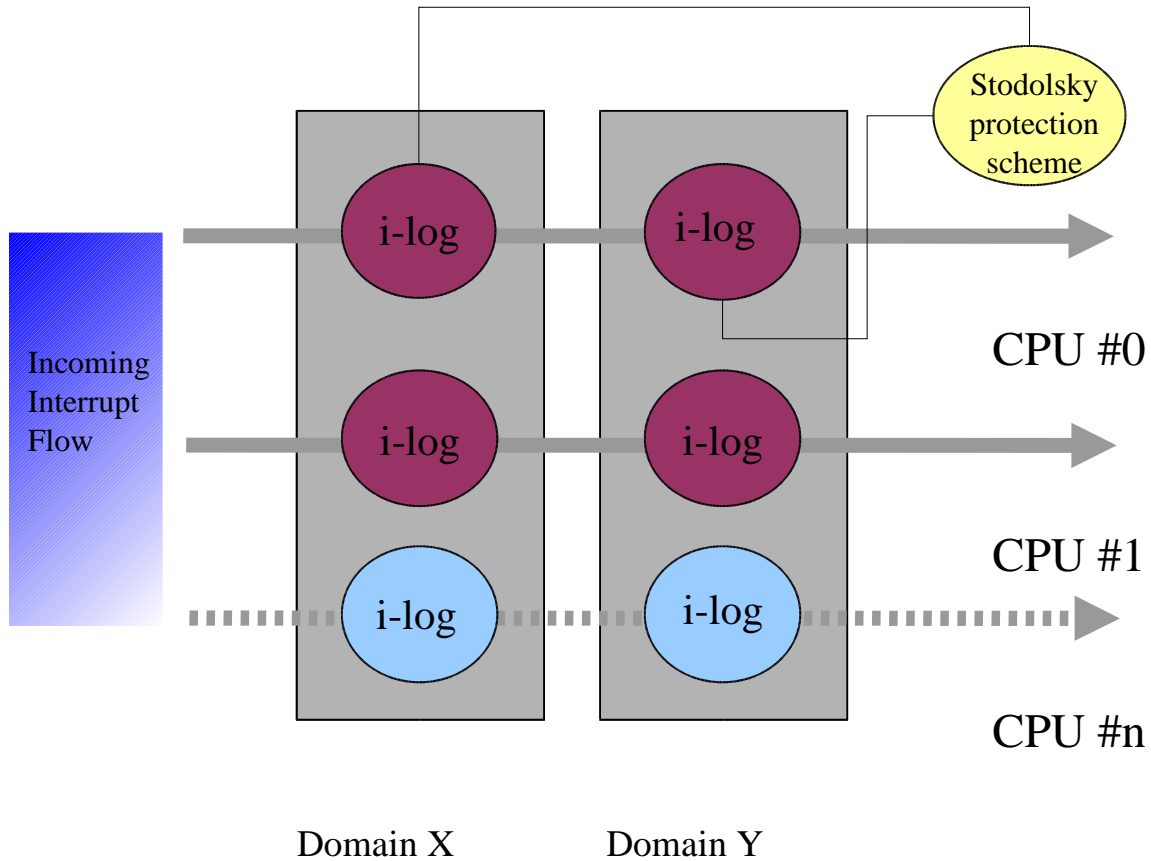 Stodolsky
protection
scheme
i-log
i-log
CPU #0
Incoming
Interrupt
Flow
i-log
i-log
CPU #1
i-log
i-log
CPU #n
Domain X
Domain Y